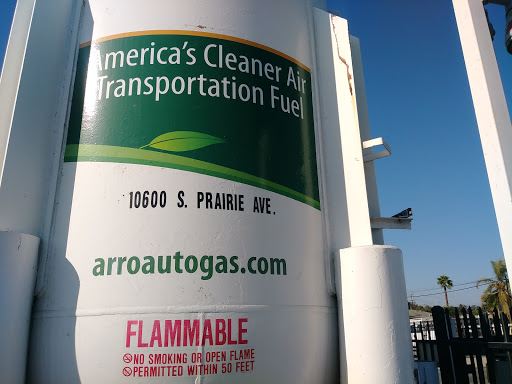 America's Cleaner Air
Transportation Fuel
10600 S. PRAIRIE AVE.
arroautogas.com
FLAMMABLE
NO SMOKING OR OPEN FLAME
PERMITTED WITHIN 50 FEET